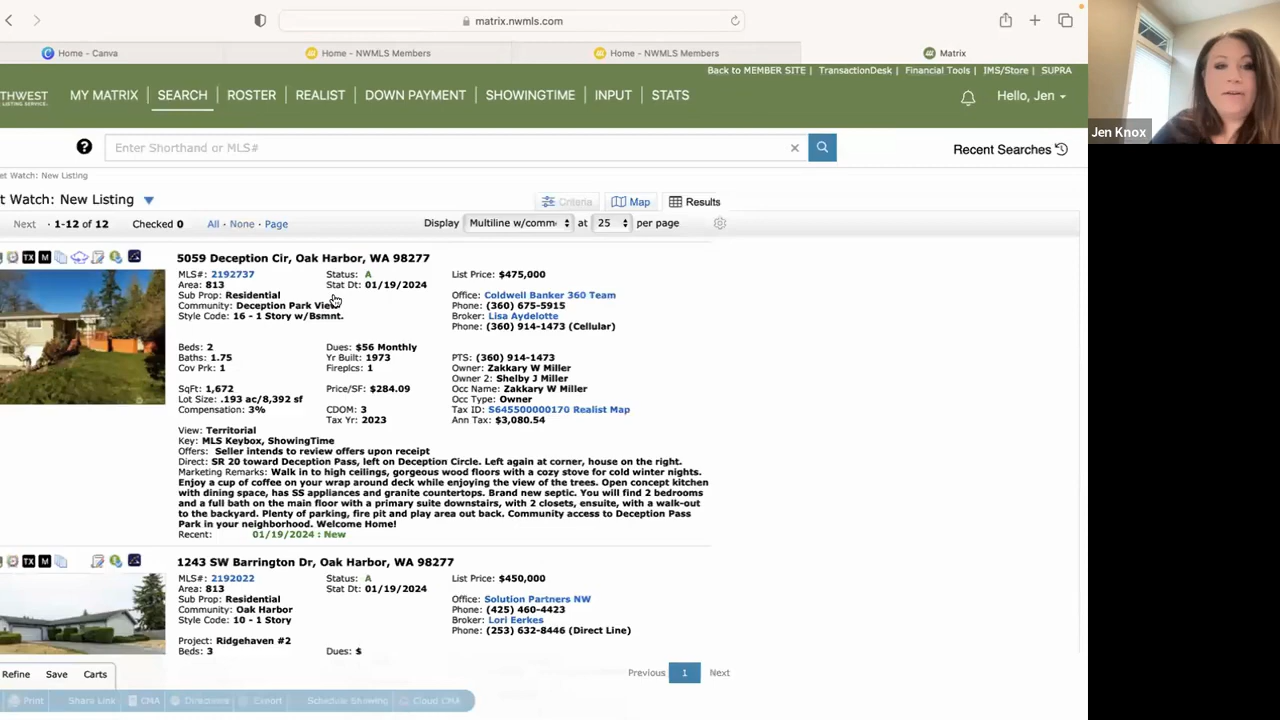 matrix.nwmls.com
Home - Canva
Home - NWMLS Members
Home - NWMLS Members
Matrix
Back to MEMBER SITE | TransactionDesk | Financial Tools | IMS/Store | SUPRA
THWEST
LISTING SERVICE
MY MATRIX SEARCH ROSTER REALIST DOWN PAYMENT SHOWINGTIME INPUT STATS
Hello, Jen
Enter Shorthand or MLS#
Recent Searches
et Watch: New Listing
t Watch: New Listing
Criteria Map Results
Next · 1-12 of 12 Checked 0 All · None · Page Display Multiline w/comm at 25 per page
TX M
5059 Deception Cir, Oak Harbor, WA 98277
MLS#: 2192737 Status: A List Price: $475,000
Area: 813 Stat Dt: 01/19/2024
Sub Prop: Residential Office: Coldwell Banker 360 Team
Community: Deception Park View Phone: (360) 675-5915
Style Code: 16 - 1 Story w/Bsmnt. Broker: Lisa Aydelotte
Phone: (360) 914-1473 (Cellular)
Beds: 2 Dues: $56 Monthly
Baths: 1.75 Yr Built: 1973 PTS: (360) 914-1473
Cov Prk: 1 Fireplcs: 1 Owner: Zakkary W Miller
Owner 2: Shelby J Miller
SqFt: 1,672 Price/SF: $284.09 Occ Name: Zakkary W Miller
Lot Size: .193 ac/8,392 sf Occ Type: Owner
Compensation: 3% CDOM: 3 Tax ID: S645500000170 Realist Map
Tax Yr: 2023 Ann Tax: $3,080.54
View: Territorial
Key: MLS Keybox, ShowingTime
Offers: Seller intends to review offers upon receipt
Direct: SR 20 toward Deception Pass, left on Deception Circle. Left again at corner, house on the right.
Marketing Remarks: Walk in to high ceilings, gorgeous wood floors with a cozy stove for cold winter nights.
Enjoy a cup of coffee on your wrap around deck while enjoying the view of the trees. Open concept kitchen
with dining space, has SS appliances and granite countertops. Brand new septic. You will find 2 bedrooms
and a full bath on the main floor with a primary suite downstairs, with 2 closets, ensuite, with a walk-out
to the backyard. Plenty of parking, fire pit and play area out back. Community access to Deception Pass
Park in your neighborhood. Welcome Home!
Recent: 01/19/2024 : New
TX M
1243 SW Barrington Dr, Oak Harbor, WA 98277
MLS#: 2192022 Status: A List Price: $450,000
Area: 813 Stat Dt: 01/19/2024
Sub Prop: Residential Office: Solution Partners NW
Community: Oak Harbor Phone: (425) 460-4423
Style Code: 10 - 1 Story Broker: Lori Eerkes
Phone: (253) 632-8446 (Direct Line)
Project: Ridgehaven #2
Beds: 3 Dues: $
Refine Save Carts
Previous 1 Next
Print Share Link CMA Directions Export Schedule Showing Cloud CMA
Jen Knox